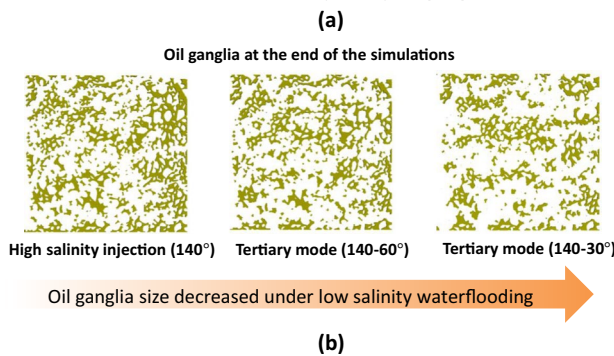 (a)
Oil ganglia at the end of the simulations
High salinity injection (140°) Tertiary mode (140-60°) Tertiary mode (140-30°)
Oil ganglia size decreased under low salinity waterflooding
(b)